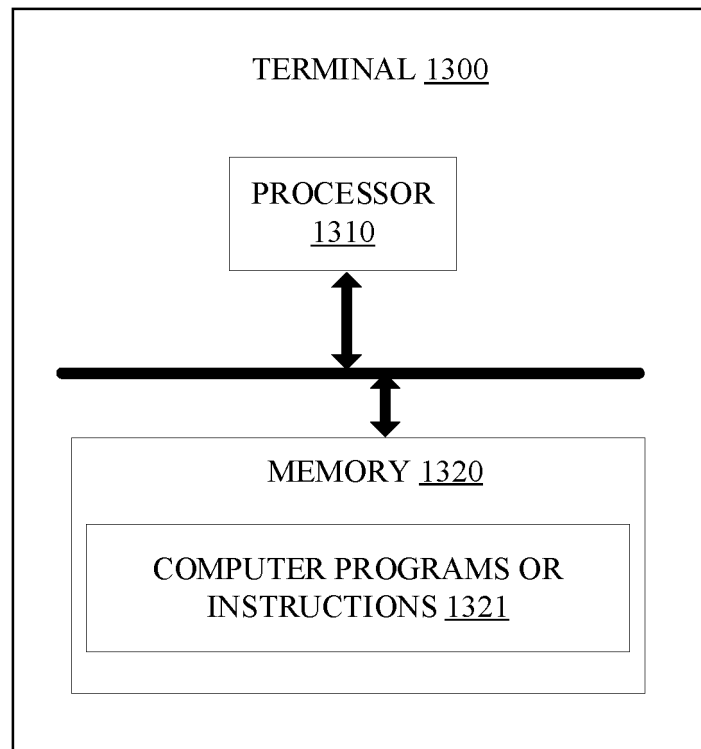 TERMINAL 1300
PROCESSOR
1310
MEMORY 1320
COMPUTER PROGRAMS OR
INSTRUCTIONS 1321